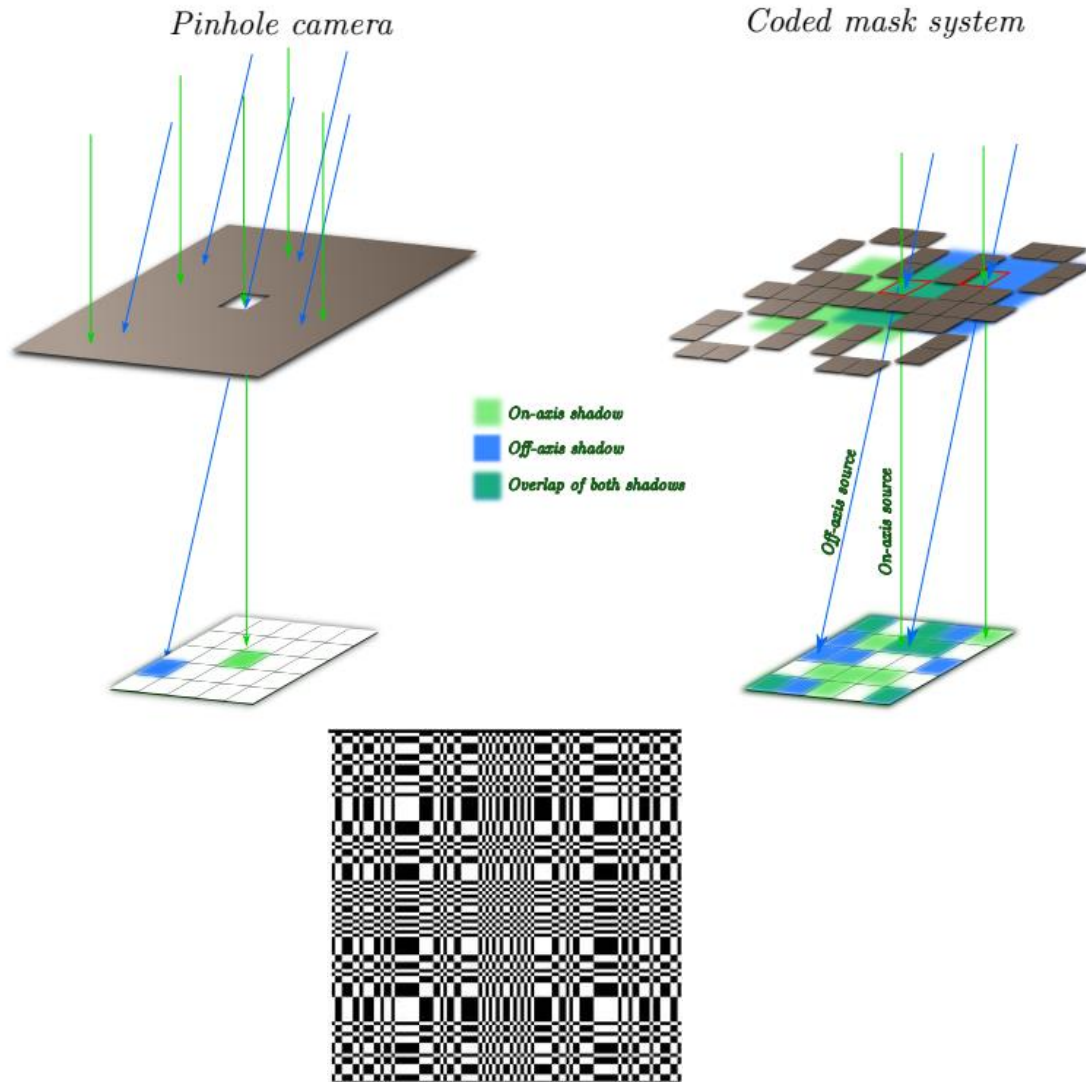 Pinhole camera
Coded mask system
On-axis shadow
Off-axis shadow
Overlap of both shadows
Off-axis source
On-axis source